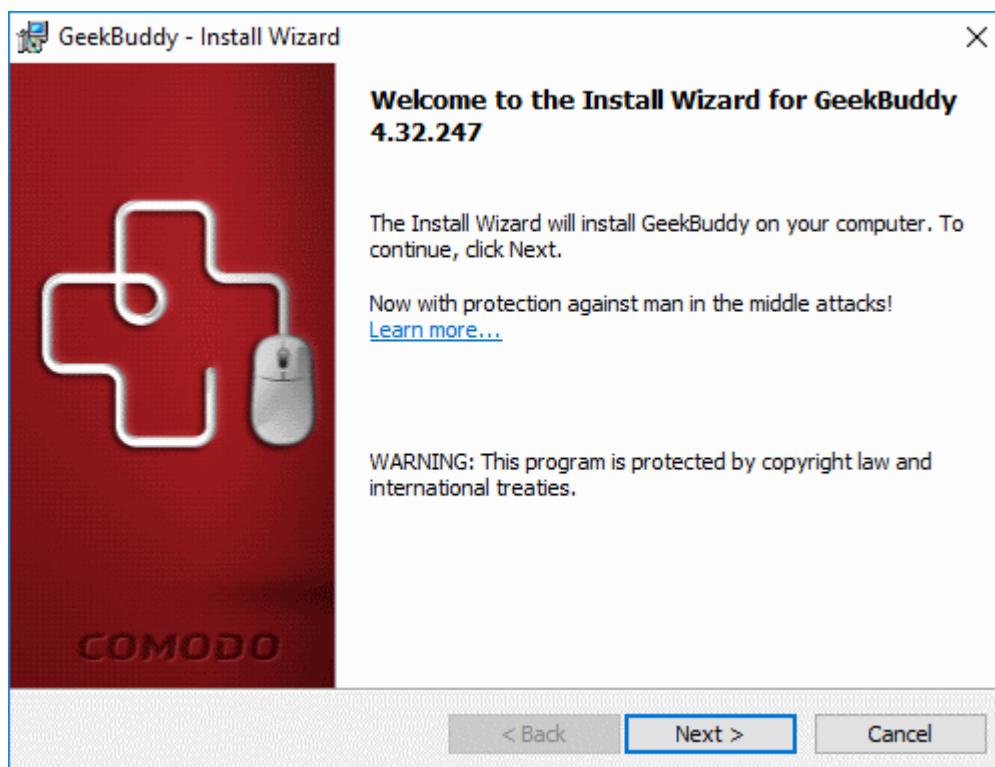 GeekBuddy - Install Wizard
Welcome to the Install Wizard for GeekBuddy
4.32.247
The Install Wizard will install GeekBuddy on your computer. To
continue, click Next.
Now with protection against man in the middle attacks!
Learn more...
WARNING: This program is protected by copyright law and
international treaties.
COMODO
< Back
Next >
Cancel